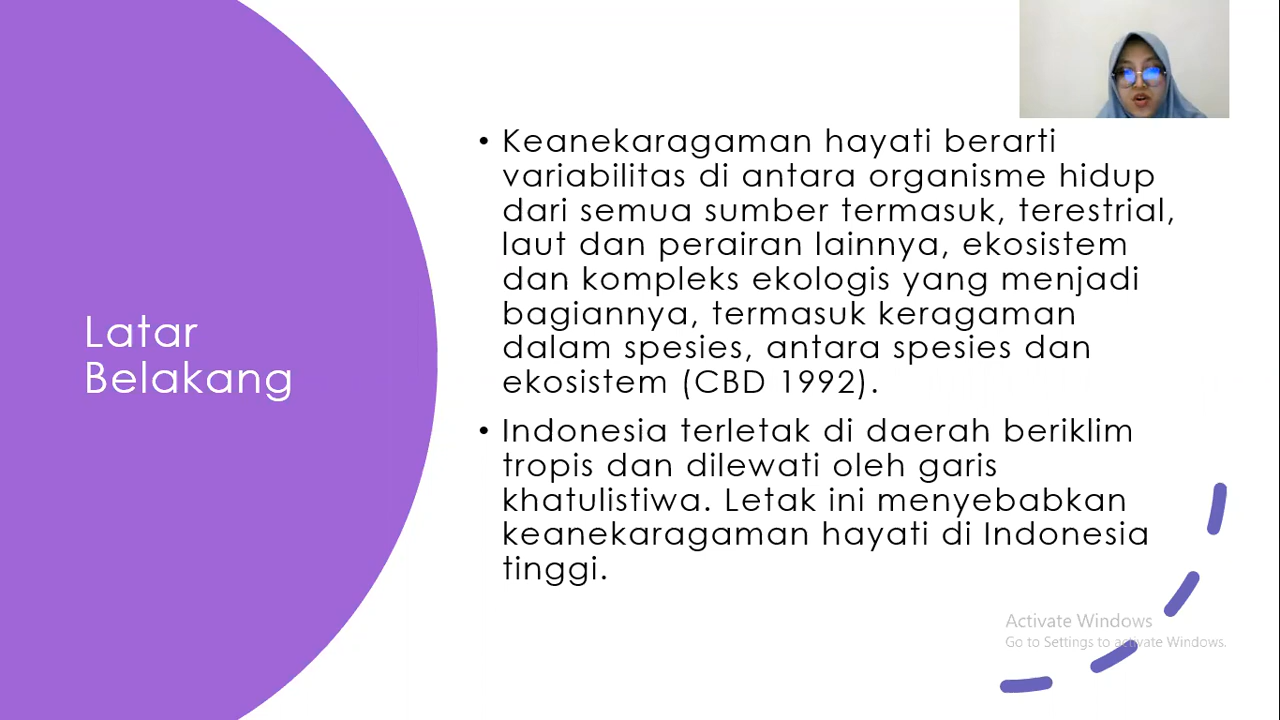 Latar
Belakang
• Keanekaragaman hayati berarti
variabilitas di antara organisme hidup
dari semua sumber termasuk, terestrial,
laut dan perairan lainnya, ekosistem
dan kompleks ekologis yang menjadi
bagiannya, termasuk keragaman
dalam spesies, antara spesies dan
ekosistem (CBD 1992).
• Indonesia terletak di daerah beriklim
tropis dan dilewati oleh garis
khatulistiwa. Letak ini menyebabkan
keanekaragaman hayati di Indonesia
tinggi.
Activate Windows
Go to Settings to activate Windows.